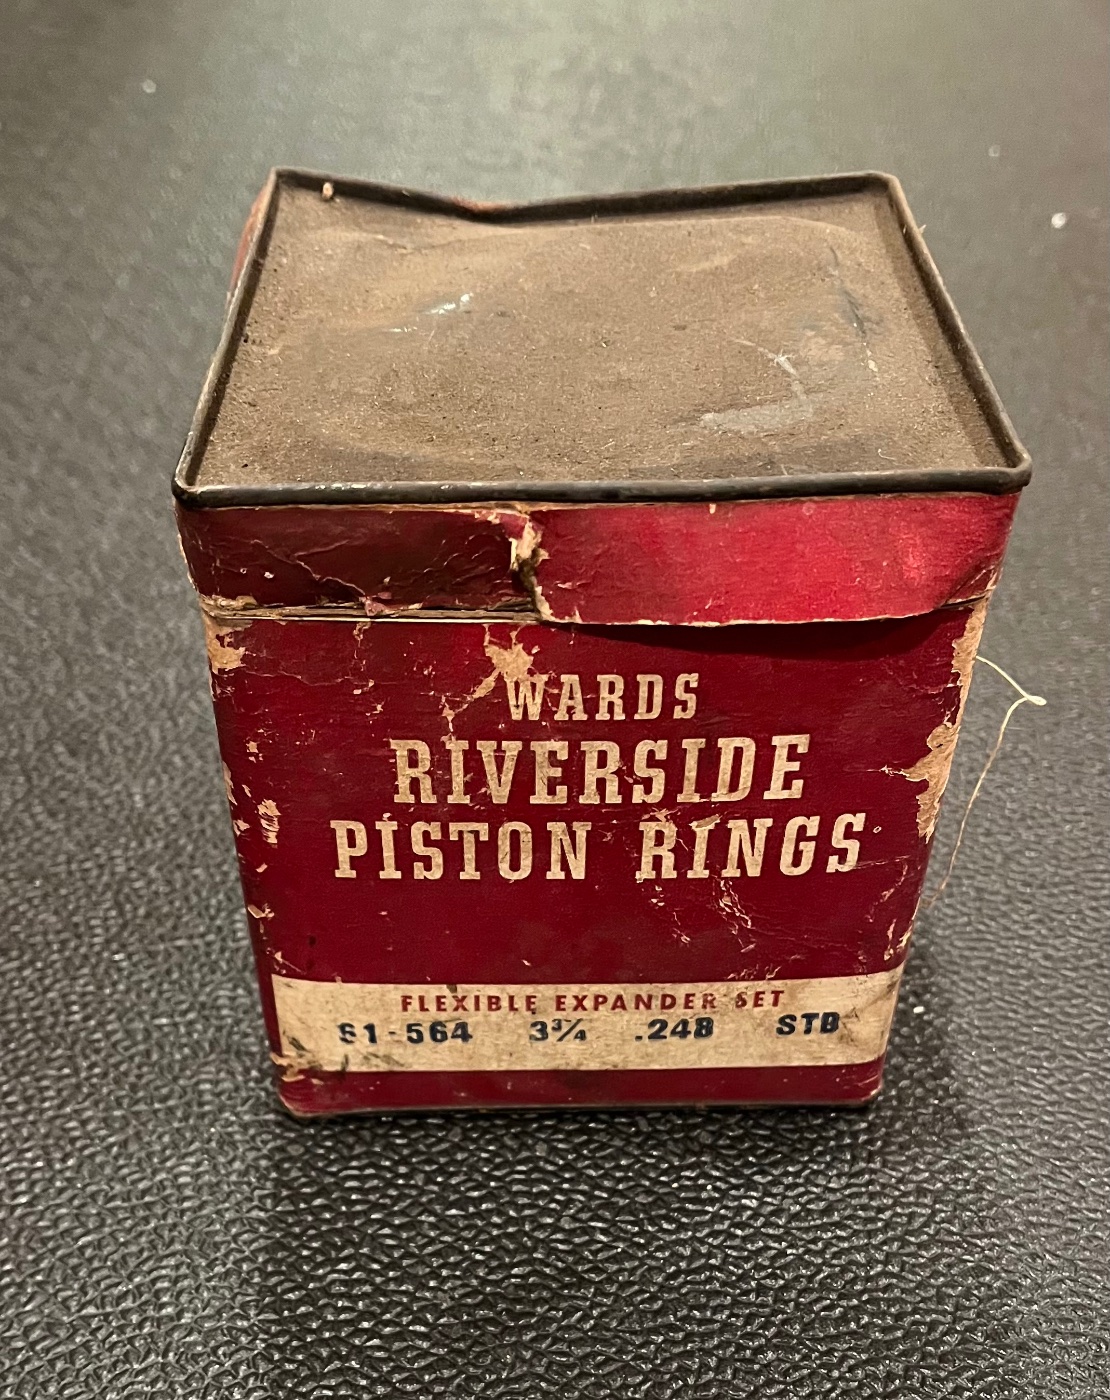 WARDS
RIVERSIDE
PISTON RINGS
FLEXIBLE EXPANDER SET
61-564 3¾ .248 STD